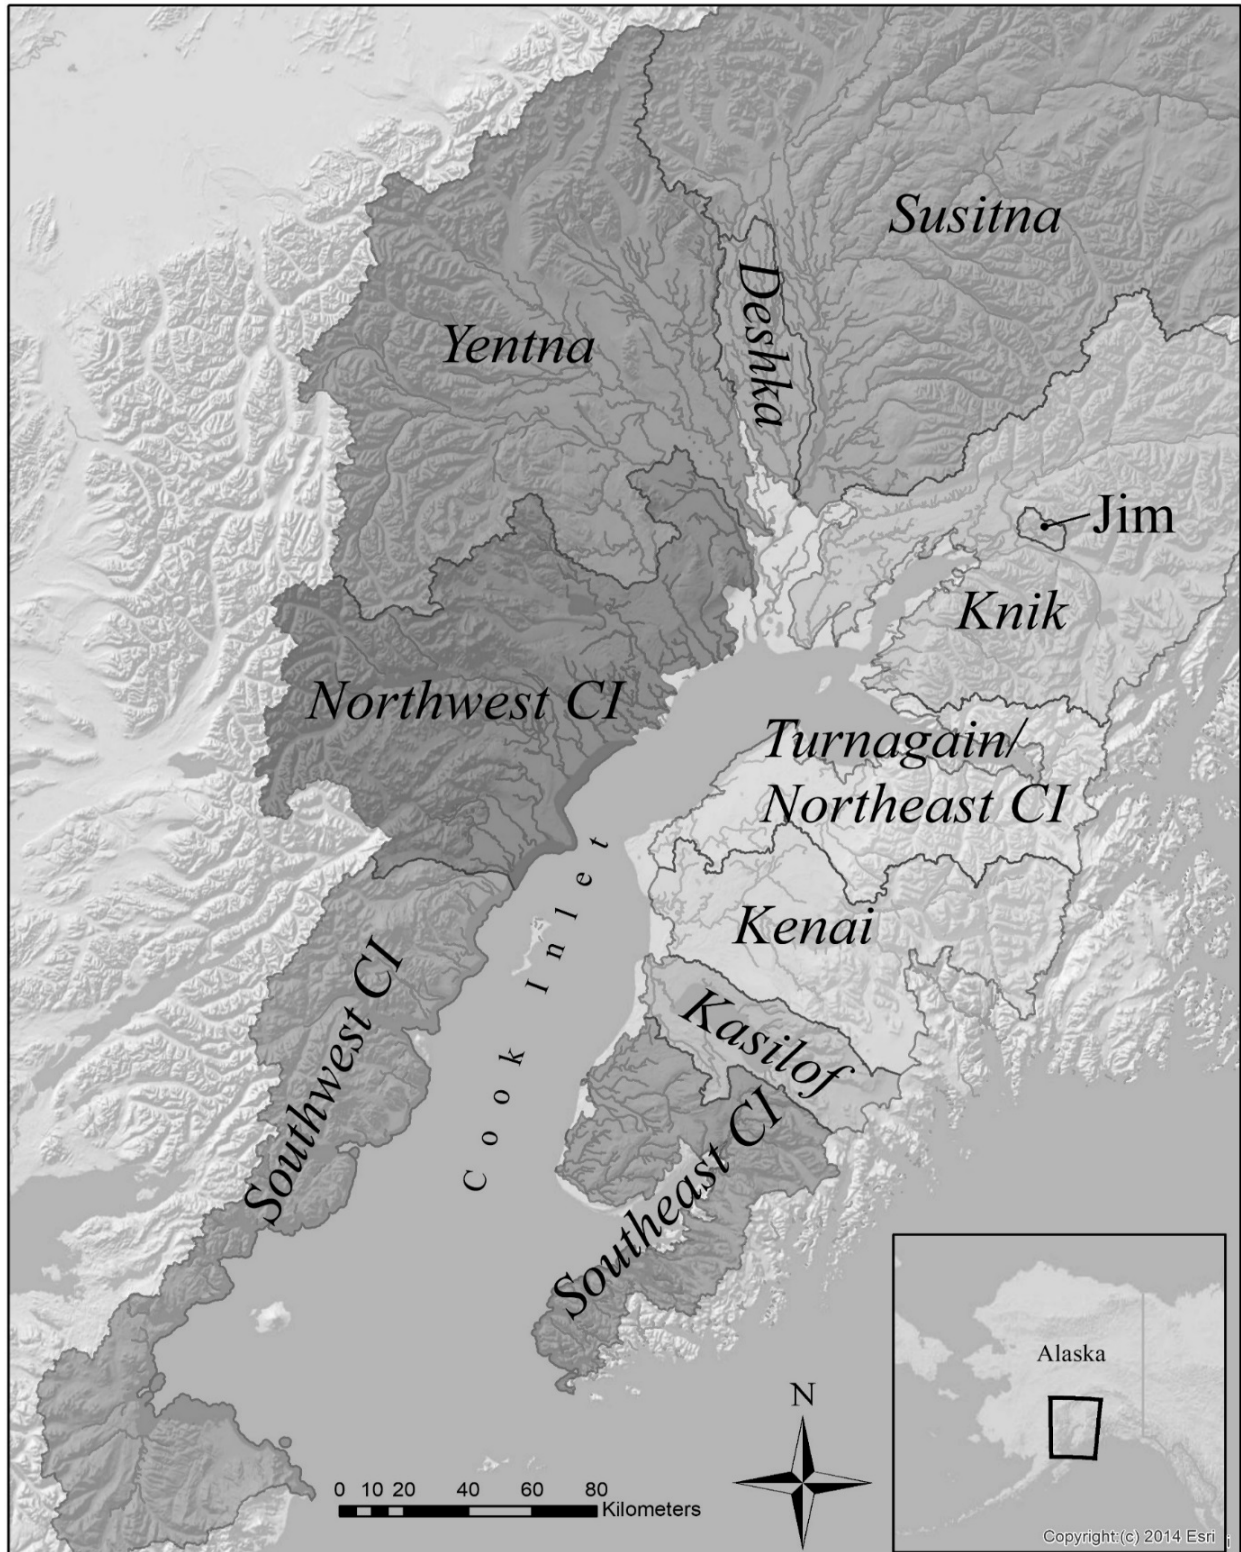 Susitna
Deshka
Yentna
Jim
Knik
Northwest CI
Turnagain/
Northeast CI
Cook Inlet
Kenai
Southwest CI
Kasilof
Southeast CI
Alaska
N
0 10 20 40 60 80
Kilometers
Copyright:(c) 2014 Esri